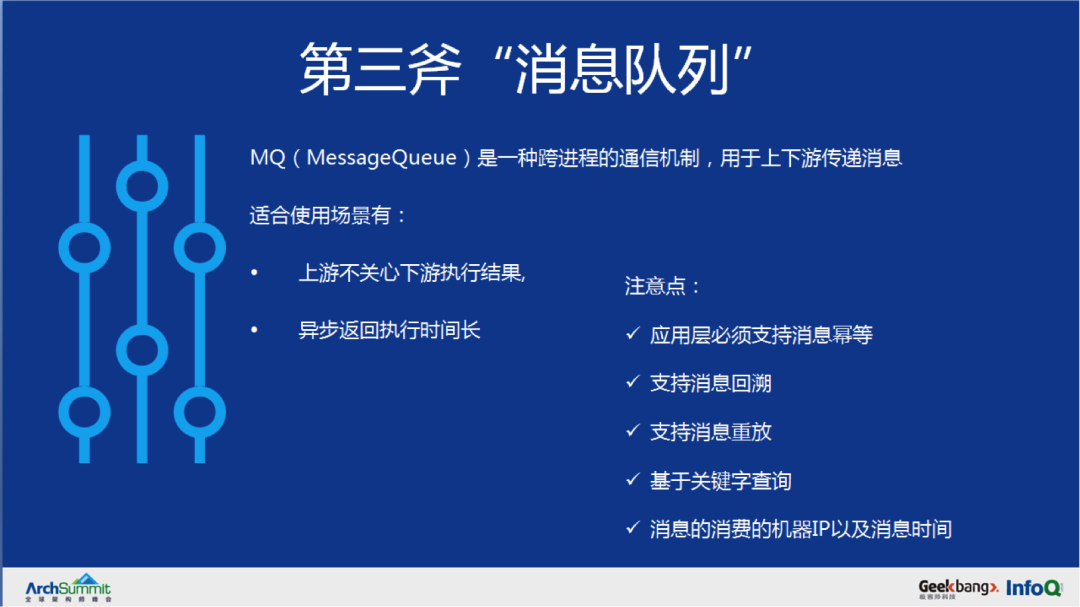 第三斧“消息队列”
MQ（MessageQueue）是一种跨进程的通信机制，用于上下游传递消息
适合使用场景有：
• 上游不关心下游执行结果,
• 异步返回执行时间长
注意点：
✓ 应用层必须支持消息幂等
✓ 支持消息回溯
✓ 支持消息重放
✓ 基于关键字查询
✓ 消息的消费的机器IP以及消息时间
ArchSummit
全球架构师峰会
Geekbang>.
极客邦科技
InfoQ